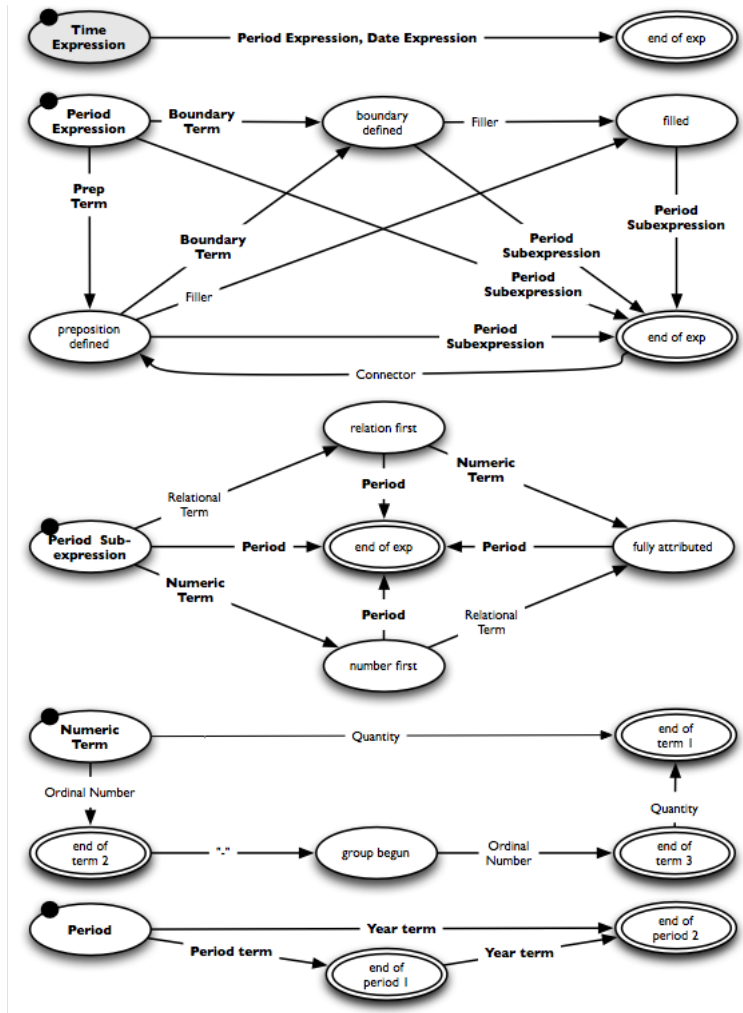 Time
Expression
Period Expression, Date Expression
end of exp
Period
Expression
Boundary
Term
boundary
defined
Filler
filled
Prep
Term
Boundary
Term
Filler
Period
Subexpression
Period
Subexpression
Period
Subexpression
preposition
defined
Period
Subexpression
end of exp
Connector
relation first
Relational
Term
Period
Numeric
Term
Period Sub-
expression
Period
end of exp
Period
fully attributed
Numeric
Term
Period
Relational
Term
number first
Numeric
Term
Quantity
end of
term 1
Ordinal Number
Quantity
end of
term 2
"-"
group begun
Ordinal
Number
end of
term 3
Period
Year term
end of
period 2
Period term
end of
period 1
Year term